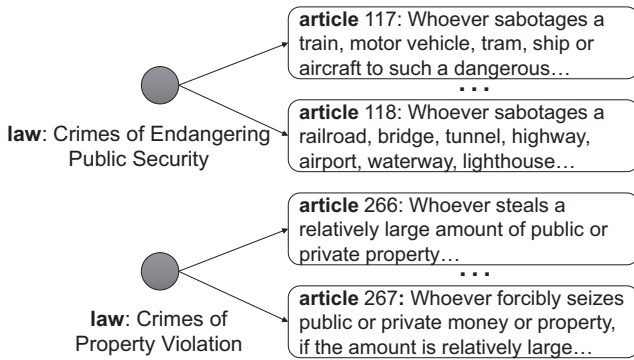 article 117: Whoever sabotages a
train, motor vehicle, tram, ship or
aircraft to such a dangerous…
...
law: Crimes of Endangering
Public Security
article 118: Whoever sabotages a
railroad, bridge, tunnel, highway,
airport, waterway, lighthouse…
article 266: Whoever steals a
relatively large amount of public or
private property…
...
law: Crimes of
Property Violation
article 267: Whoever forcibly seizes
public or private money or property,
if the amount is relatively large…